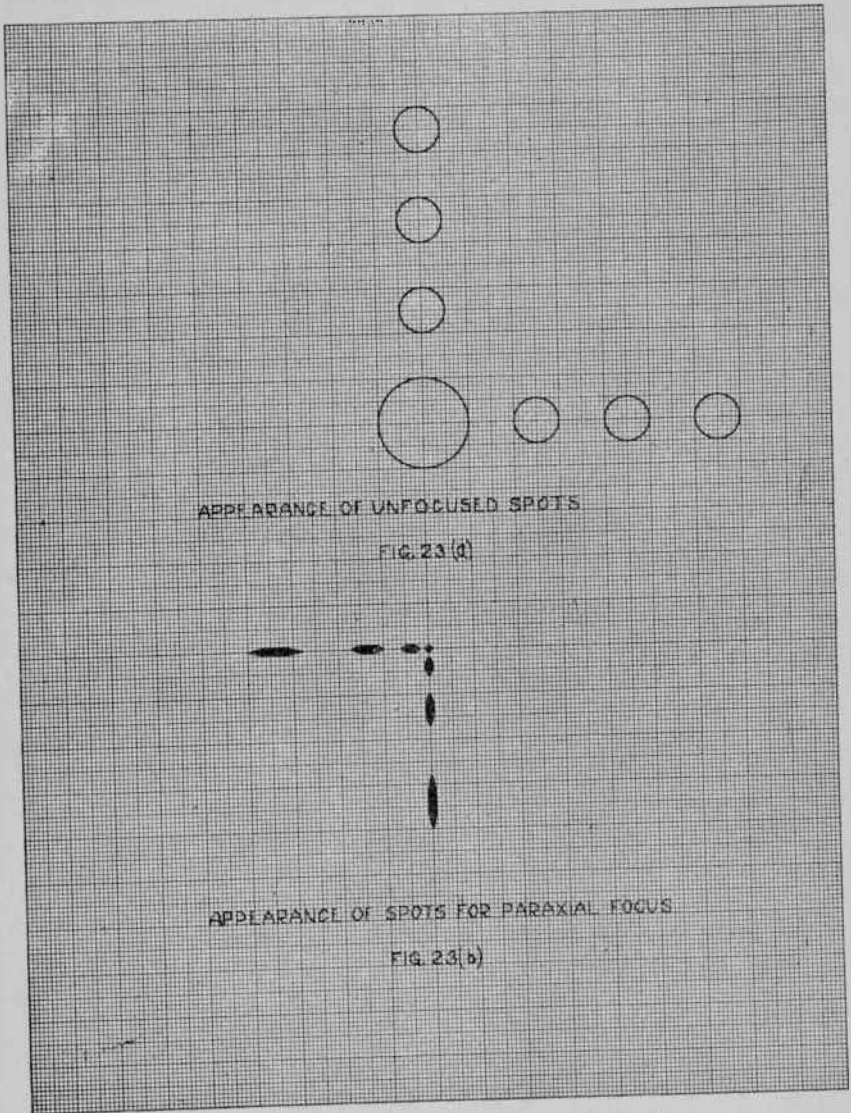 APPEARANCE OF UNFOCUSED SPOTS
FIG. 23 (a)
APPEARANCE OF SPOTS FOR PARAXIAL FOCUS
FIG. 23(b)